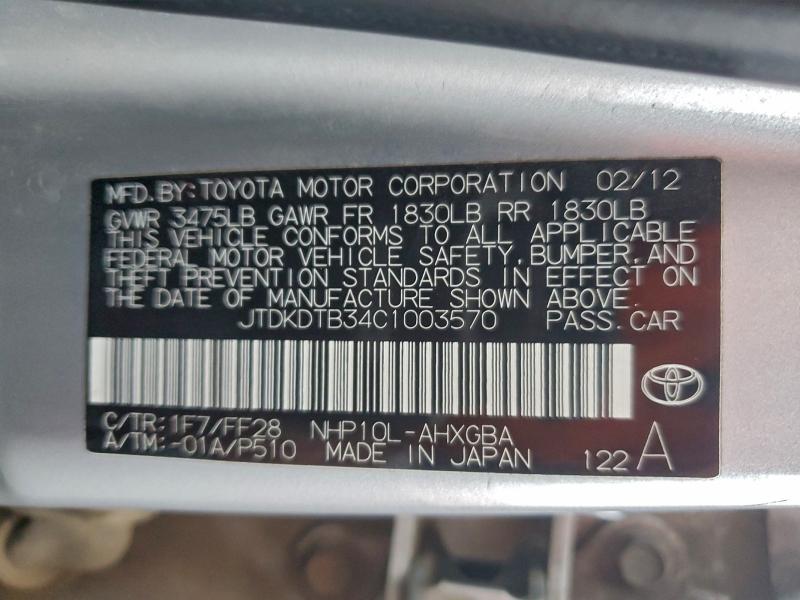 MFD.BY:TOYOTA MOTOR CORPORATION 02/12
GVWR 3475LB GAWR FR 1830LB RR 1830LB
THIS VEHICLE CONFORMS TO ALL APPLICABLE
FEDERAL MOTOR VEHICLE SAFETY, BUMPER, AND
THEFT PREVENTION STANDARDS IN EFFECT ON
THE DATE OF MANUFACTURE SHOWN ABOVE.
JTDKDTB34C1003570 PASS.CAR
C/TR:1F7/FF28 NHP10L-AHXGBA
A/TM:-01A/P510 MADE IN JAPAN 122 A